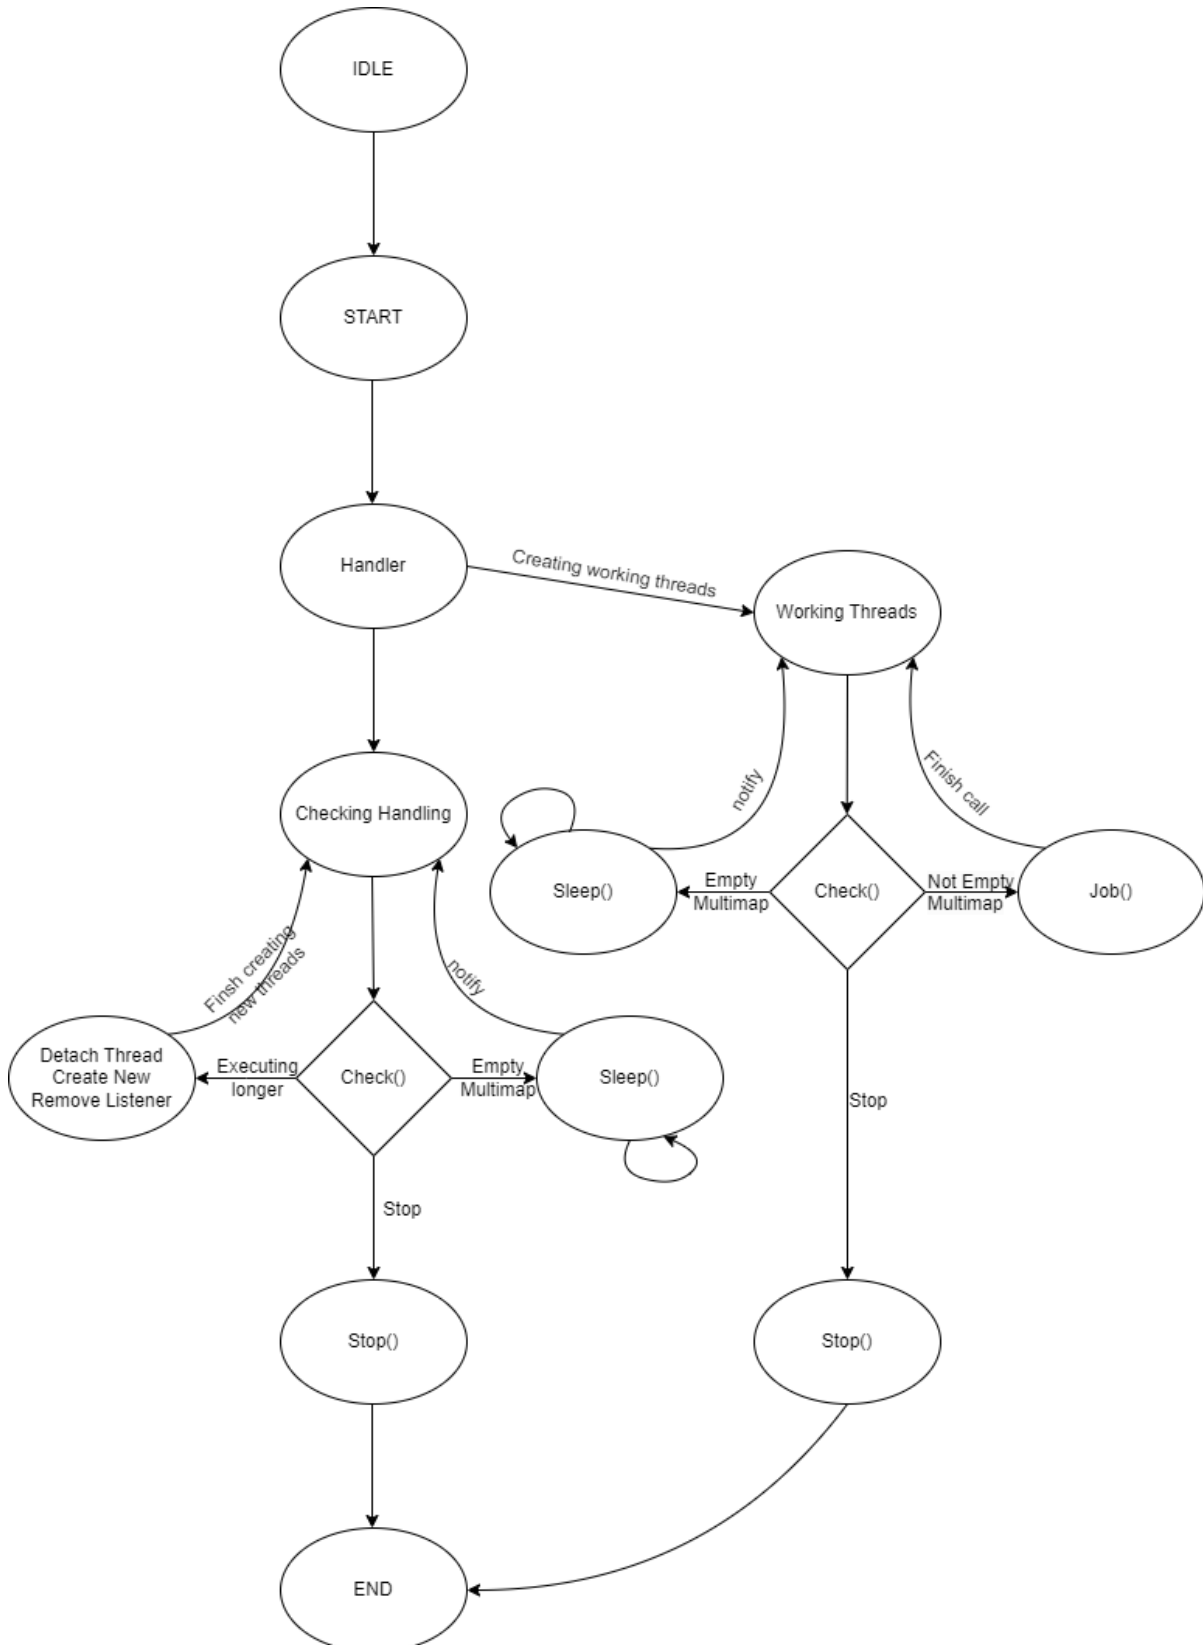 IDLE
START
Handler
Creating working threads
Working Threads
Checking Handling
notify
Finish call
Sleep()
Empty
Multimap
Check()
Not Empty
Multimap
Job()
Finsh creating
new threads
notify
Detach Thread
Create New
Remove Listener
Executing
longer
Check()
Empty
Multimap
Sleep()
Stop
Stop
Stop()
Stop()
END